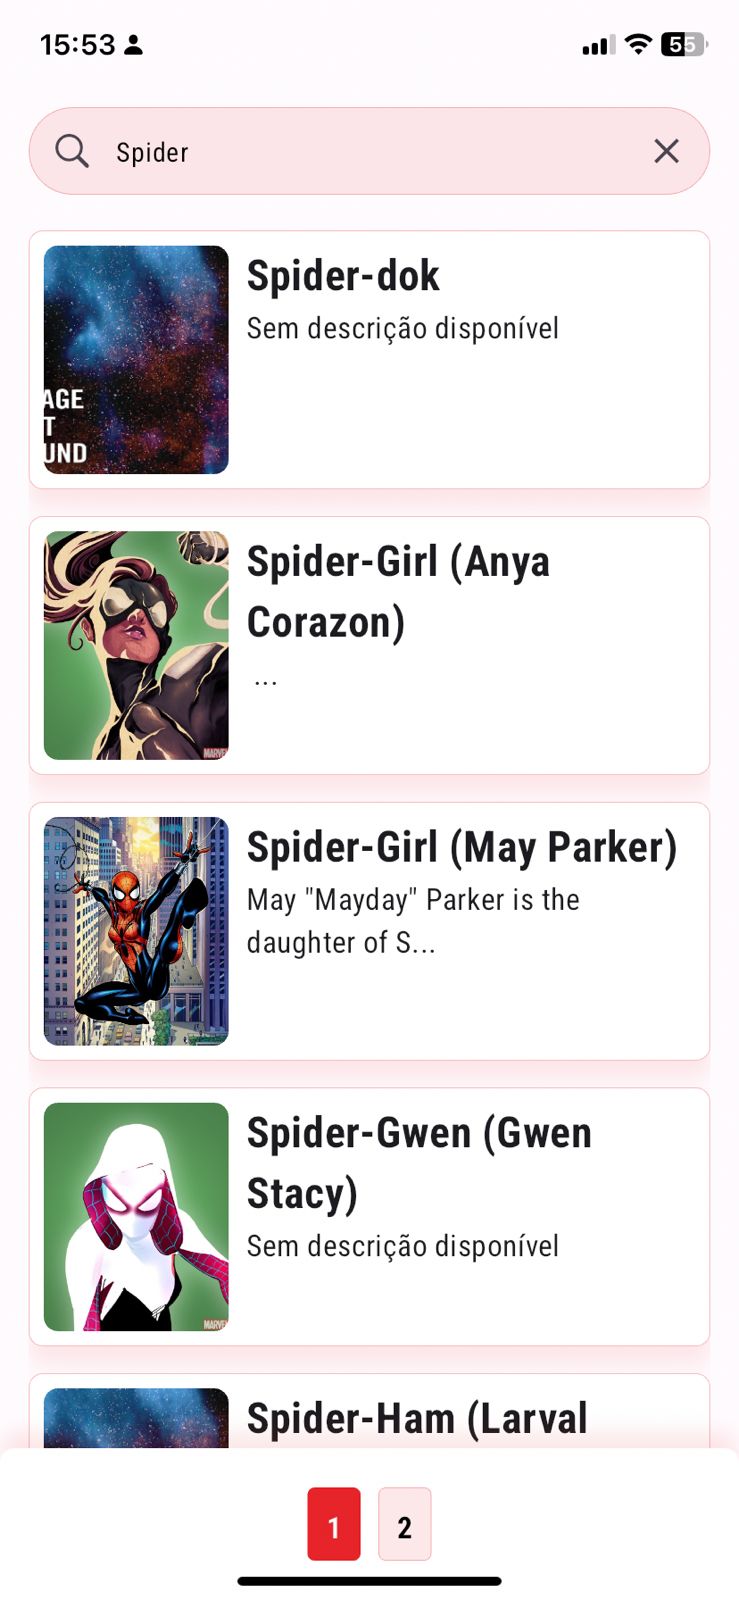 15:53
55
Spider
Spider-dok
Sem descrição disponível
AGE
T
UND
Spider-Girl (Anya
Corazon)
...
MARVEL
Spider-Girl (May Parker)
May "Mayday" Parker is the
daughter of S...
Spider-Gwen (Gwen
Stacy)
Sem descrição disponível
MARVEL
Spider-Ham (Larval
1
2